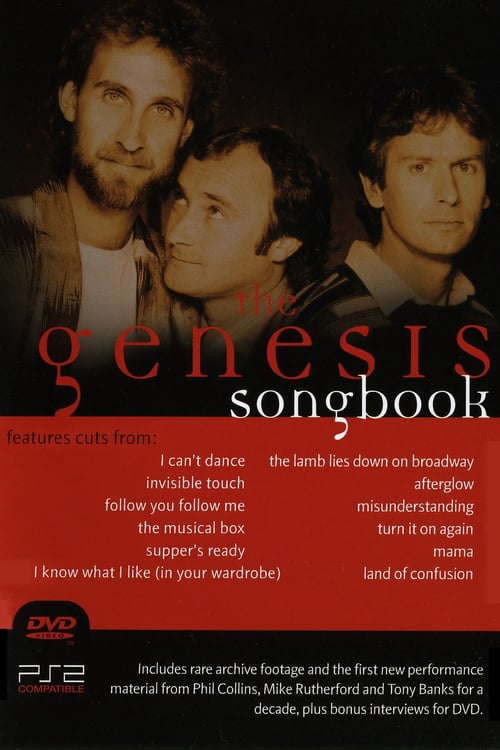 the
genesis
songbook
features cuts from:
I can't dance
invisible touch
follow you follow me
the musical box
supper's ready
I know what I like (in your wardrobe)
the lamb lies down on broadway
afterglow
misunderstanding
turn it on again
mama
land of confusion
DVD
VIDEO
TM
PS2
COMPATIBLE
Includes rare archive footage and the first new performance
material from Phil Collins, Mike Rutherford and Tony Banks for a
decade, plus bonus interviews for DVD.